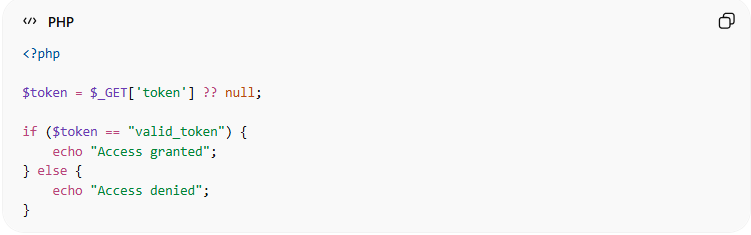 </> PHP
<?php
$token = $_GET['token'] ?? null;
if ($token == "valid_token") {
    echo "Access granted";
} else {
    echo "Access denied";
}